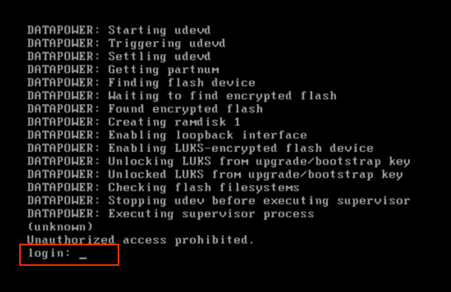 DATAPOWER: Starting udevd
DATAPOWER: Triggering udevd
DATAPOWER: Settling udevd
DATAPOWER: Getting partnum
DATAPOWER: Finding flash device
DATAPOWER: Waiting to find encrypted flash
DATAPOWER: Found encrypted flash
DATAPOWER: Creating ramdisk 1
DATAPOWER: Enabling loopback interface
DATAPOWER: Enabling LUKS-encrypted flash device
DATAPOWER: Unlocking LUKS from upgrade/bootstrap key
DATAPOWER: Unlocked LUKS from upgrade/bootstrap key
DATAPOWER: Checking flash filesystems
DATAPOWER: Stopping udev before executing supervisor
DATAPOWER: Executing supervisor process
(unknown)
Unauthorized access prohibited.
login: _